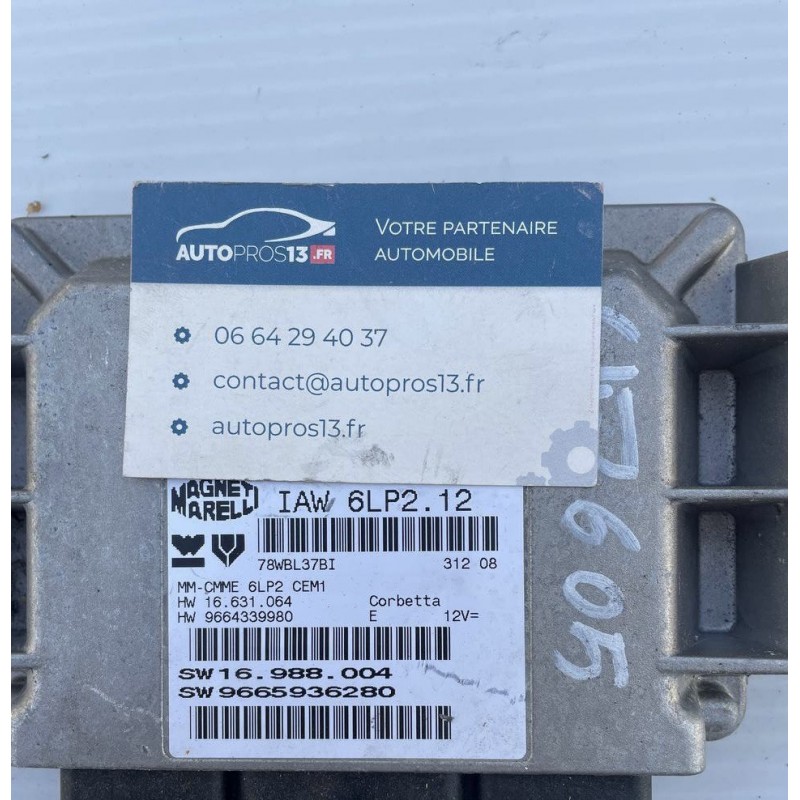 AUTOPROS13.FR
VOTRE PARTENAIRE
AUTOMOBILE
06 64 29 40 37
contact@autopros13.fr
autopros13.fr
MAGNETI
MARELLI
IAW 6LP2.12
78WBL37BI 312 08
MM-CMME 6LP2 CEM1
HW 16.631.064 Corbetta
HW 9664339980 E 12V=
SW16.988.004
SW9665936280